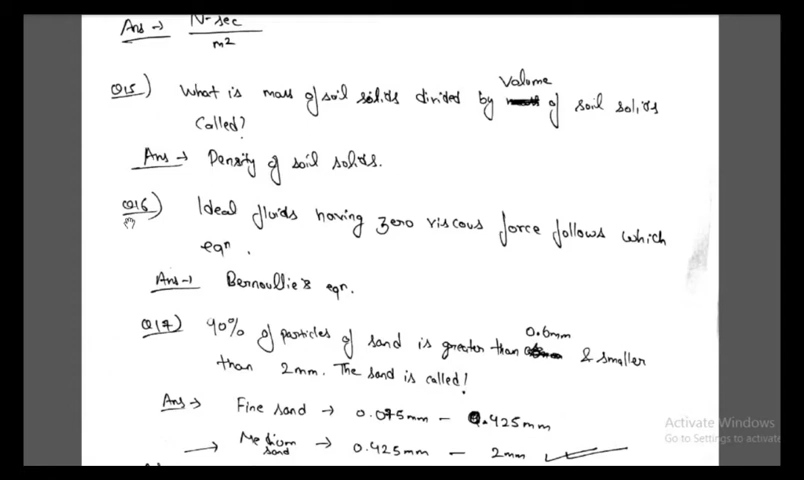 Ans → N-sec
m²
Q15) What is mass of soil solids divided by Volume of soil solids
Called?
Ans → Density of soil solids.
Q16) Ideal fluids having zero viscous force follows which
eqn.
Ans → Bernoullie's eqn.
Q17) 90% of particles of sand is greater than 0.6mm & smaller
than 2mm. The sand is called!
Ans → Fine sand → 0.075mm - 0.425mm
→ Medium sand → 0.425mm - 2mm
Activate Windows
Go to Settings to activate